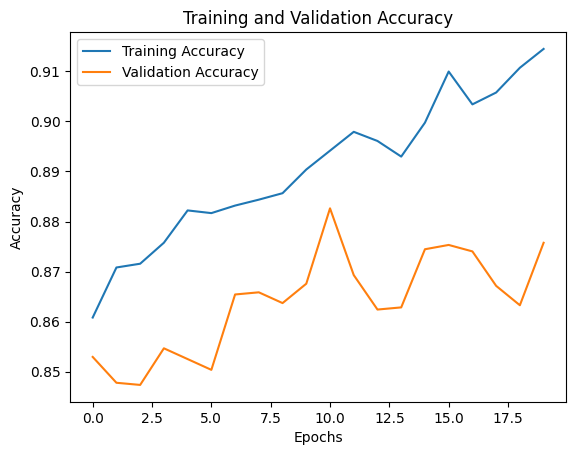 Training and Validation Accuracy
Training Accuracy
Validation Accuracy
Accuracy
0.91
0.90
0.89
0.88
0.87
0.86
0.85
0.0 2.5 5.0 7.5 10.0 12.5 15.0 17.5
Epochs